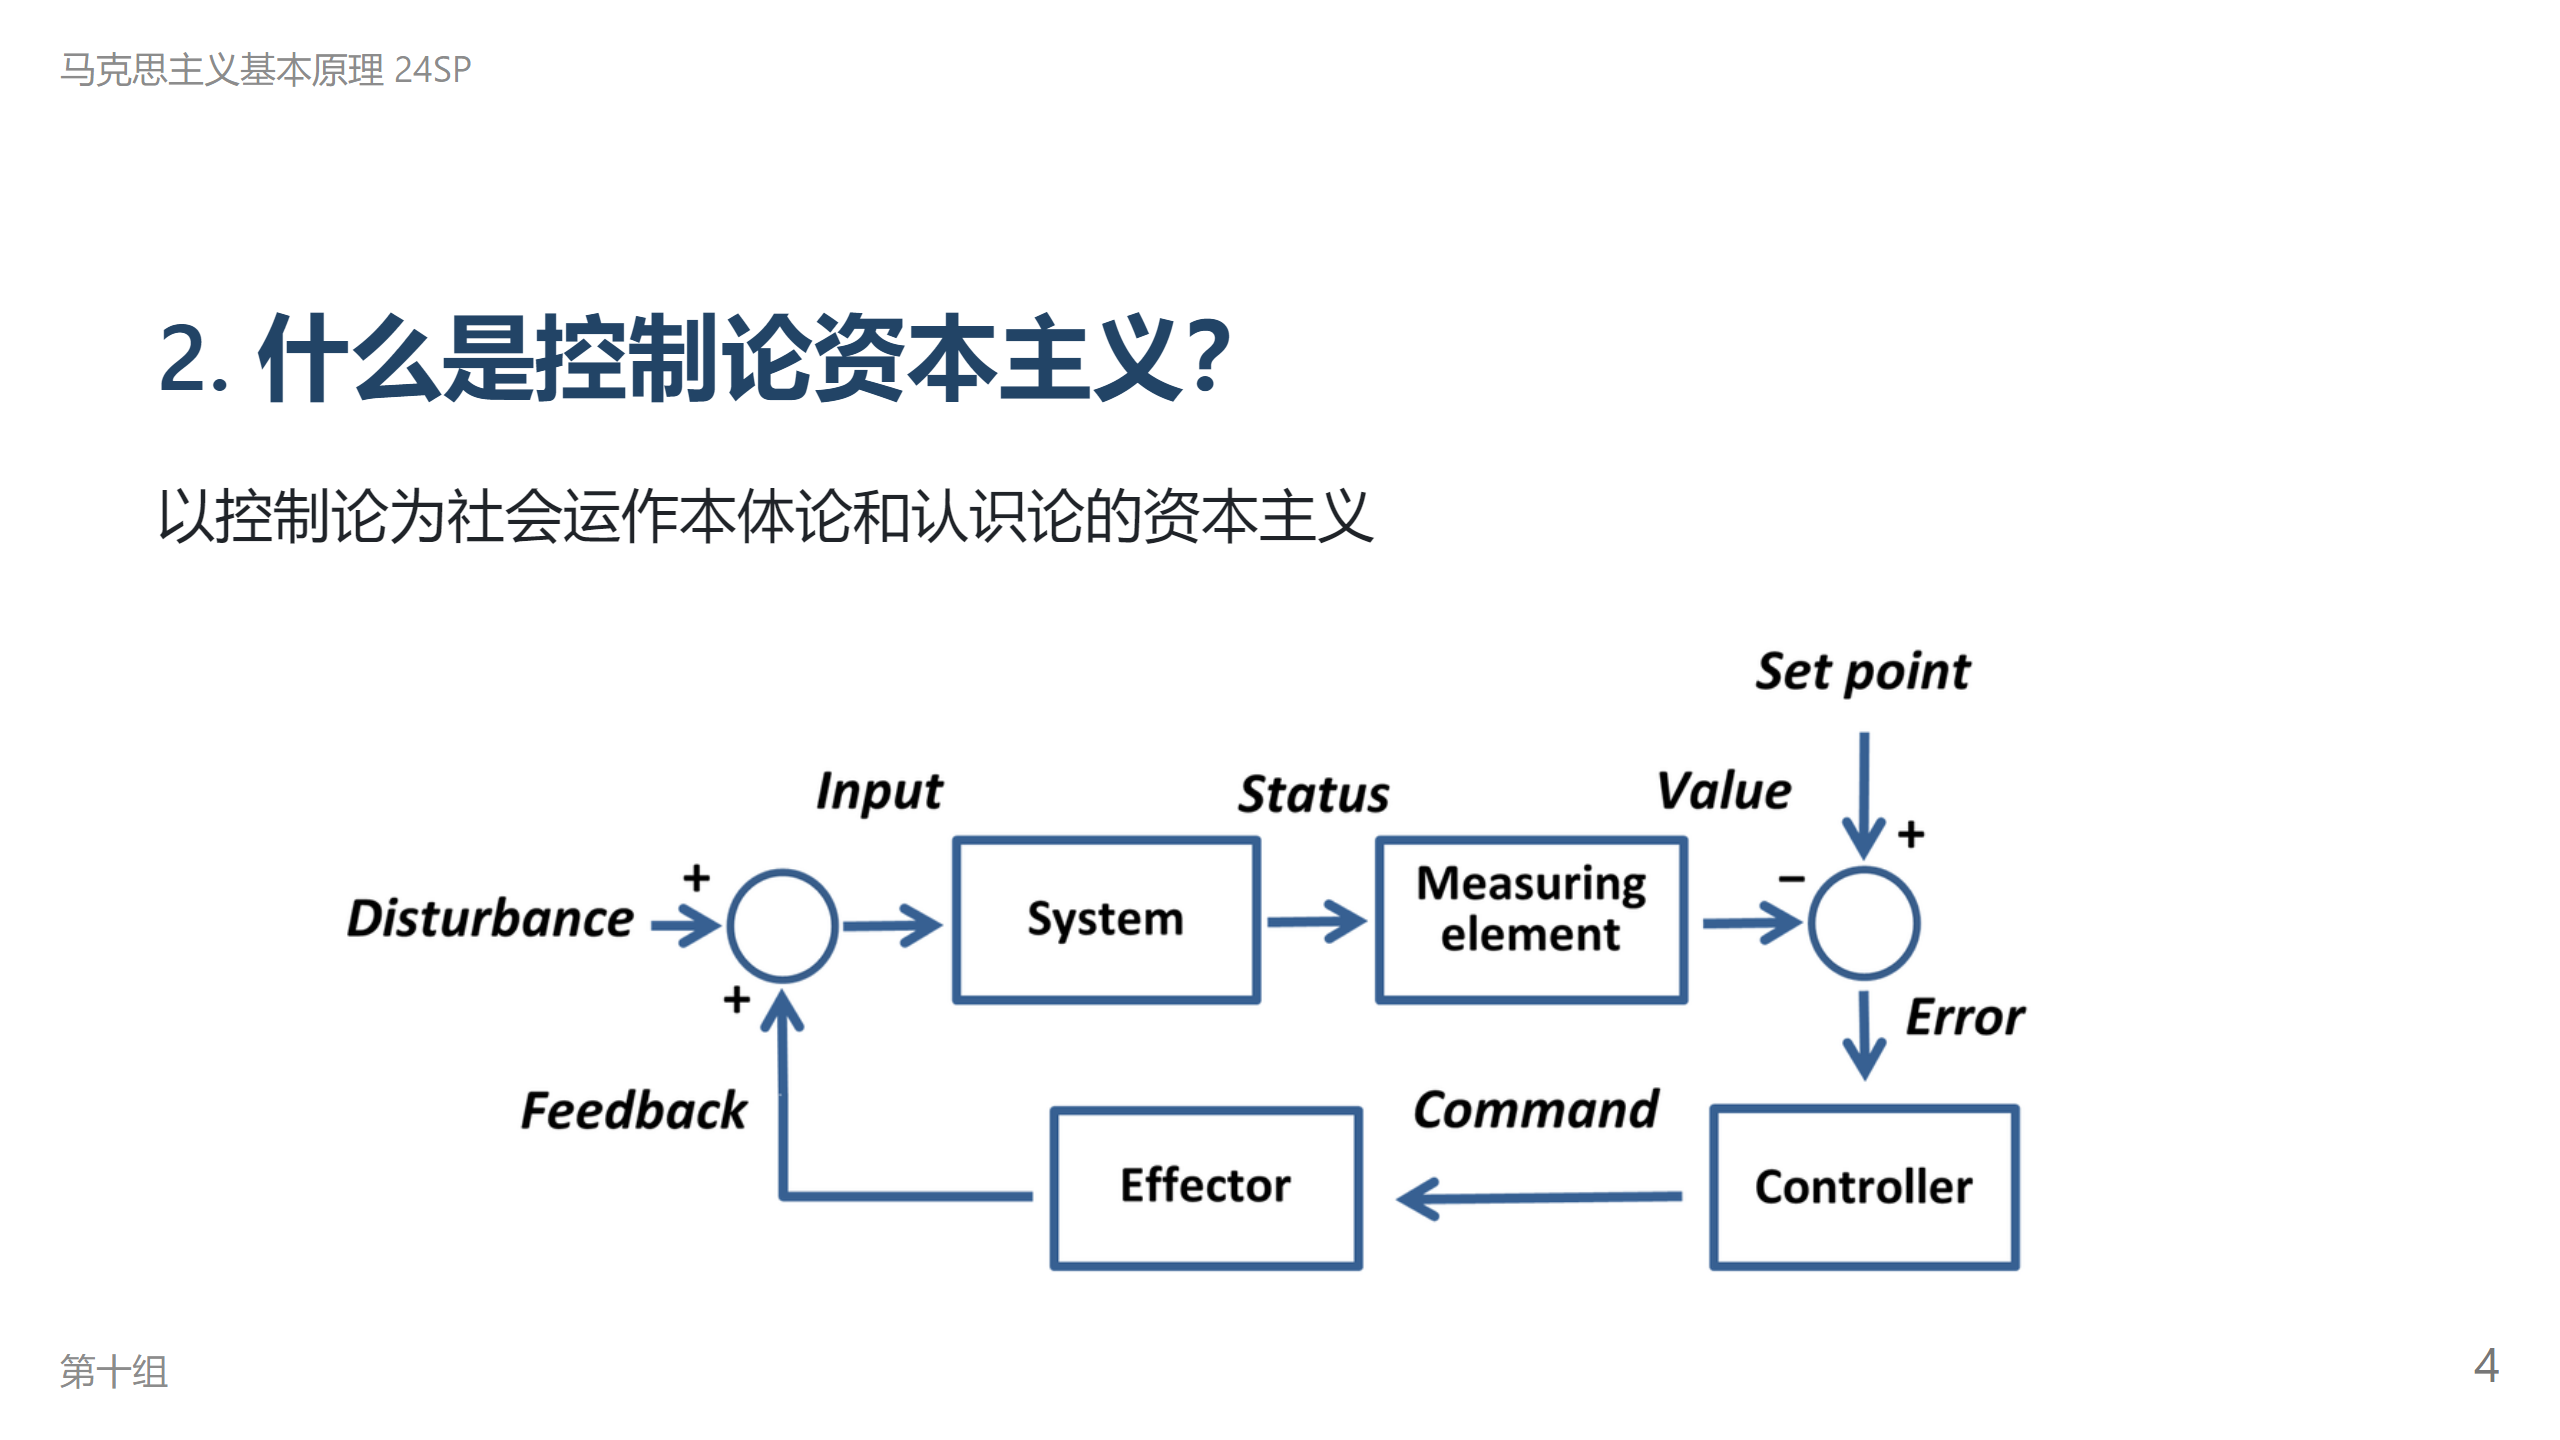 马克思主义基本原理 24SP
2. 什么是控制论资本主义？
以控制论为社会运作本体论和认识论的资本主义
Set point
Input
Status
Value
+
+
−
Disturbance
System
Measuring
element
+
Error
Feedback
Command
Effector
Controller
第十组
4